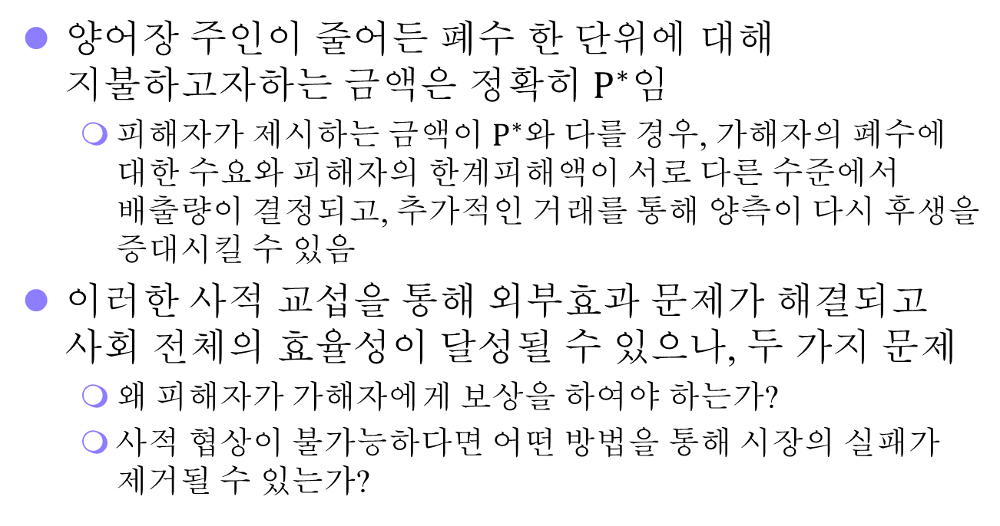 양어장 주인이 줄어든 폐수 한 단위에 대해
지불하고자하는 금액은 정확히 P*임
피해자가 제시하는 금액이 P*와 다를 경우, 가해자의 폐수에
대한 수요와 피해자의 한계피해액이 서로 다른 수준에서
배출량이 결정되고, 추가적인 거래를 통해 양측이 다시 후생을
증대시킬 수 있음
이러한 사적 교섭을 통해 외부효과 문제가 해결되고
사회 전체의 효율성이 달성될 수 있으나, 두 가지 문제
왜 피해자가 가해자에게 보상을 하여야 하는가?
사적 협상이 불가능하다면 어떤 방법을 통해 시장의 실패가
제거될 수 있는가?